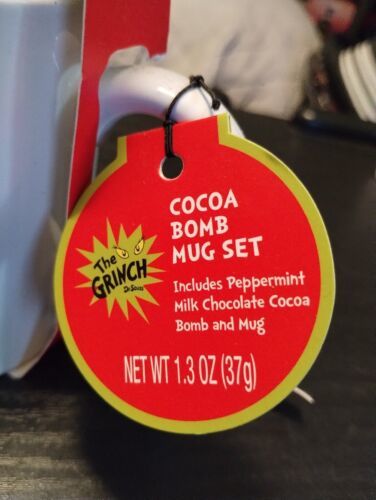 COCOA
BOMB
MUG SET
The
GRINCH
Dr. Seuss
Includes Peppermint
Milk Chocolate Cocoa
Bomb and Mug
NET WT 1.3 OZ (37g)